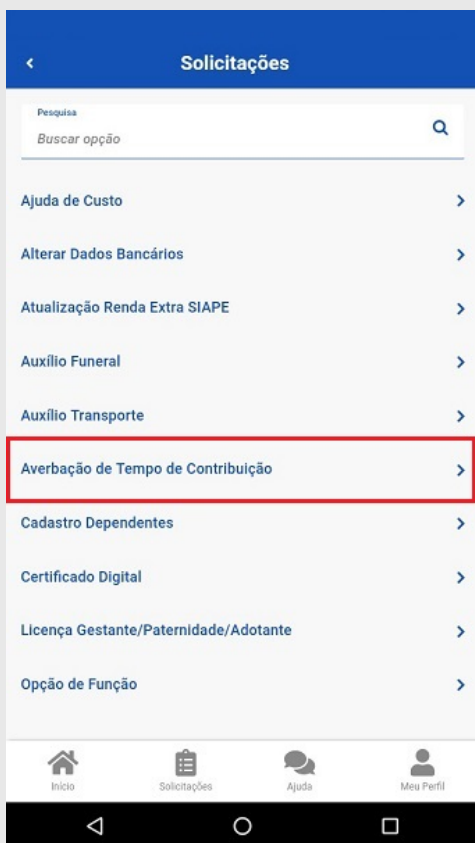 Solicitações
Pesquisa
Buscar opção
Ajuda de Custo
Alterar Dados Bancários
Atualização Renda Extra SIAPE
Auxílio Funeral
Auxílio Transporte
Averbação de Tempo de Contribuição
Cadastro Dependentes
Certificado Digital
Licença Gestante/Paternidade/Adotante
Opção de Função
Início
Solicitações
Ajuda
Meu Perfil